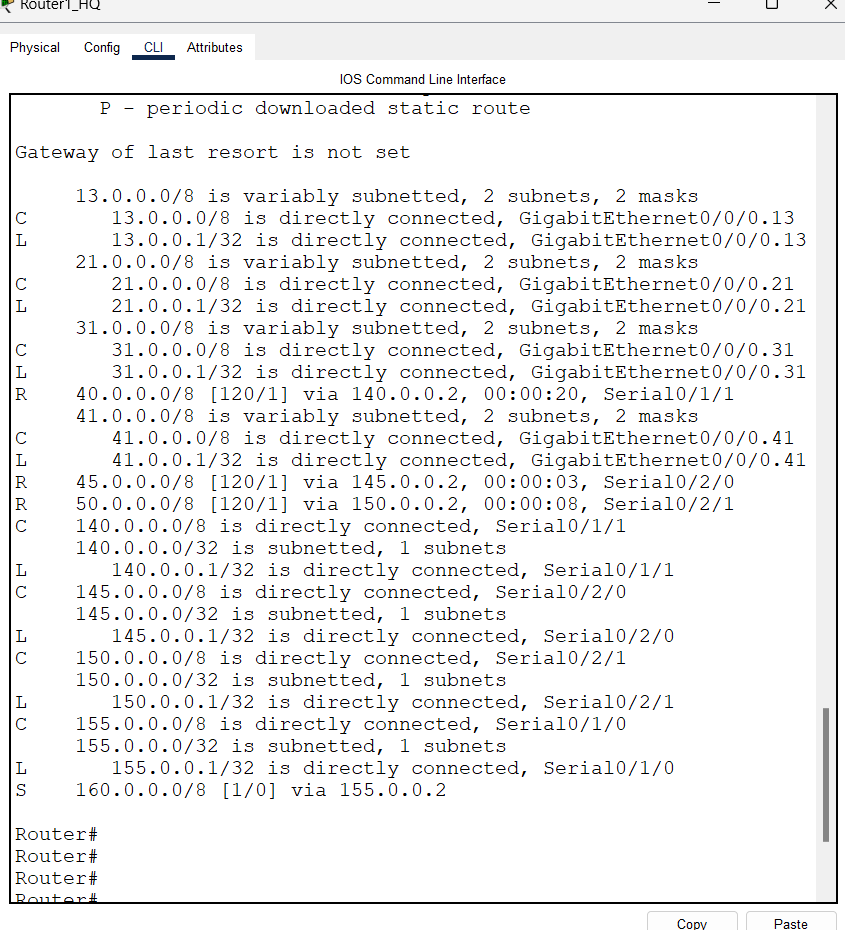 Router1_HQ
Physical Config CLI Attributes
IOS Command Line Interface
P - periodic downloaded static route
Gateway of last resort is not set
13.0.0.0/8 is variably subnetted, 2 subnets, 2 masks
C 13.0.0.0/8 is directly connected, GigabitEthernet0/0/0.13
L 13.0.0.1/32 is directly connected, GigabitEthernet0/0/0.13
21.0.0.0/8 is variably subnetted, 2 subnets, 2 masks
C 21.0.0.0/8 is directly connected, GigabitEthernet0/0/0.21
L 21.0.0.1/32 is directly connected, GigabitEthernet0/0/0.21
31.0.0.0/8 is variably subnetted, 2 subnets, 2 masks
C 31.0.0.0/8 is directly connected, GigabitEthernet0/0/0.31
L 31.0.0.1/32 is directly connected, GigabitEthernet0/0/0.31
R 40.0.0.0/8 [120/1] via 140.0.0.2, 00:00:20, Serial0/1/1
41.0.0.0/8 is variably subnetted, 2 subnets, 2 masks
C 41.0.0.0/8 is directly connected, GigabitEthernet0/0/0.41
L 41.0.0.1/32 is directly connected, GigabitEthernet0/0/0.41
R 45.0.0.0/8 [120/1] via 145.0.0.2, 00:00:03, Serial0/2/0
R 50.0.0.0/8 [120/1] via 150.0.0.2, 00:00:08, Serial0/2/1
C 140.0.0.0/8 is directly connected, Serial0/1/1
140.0.0.0/32 is subnetted, 1 subnets
L 140.0.0.1/32 is directly connected, Serial0/1/1
C 145.0.0.0/8 is directly connected, Serial0/2/0
145.0.0.0/32 is subnetted, 1 subnets
L 145.0.0.1/32 is directly connected, Serial0/2/0
C 150.0.0.0/8 is directly connected, Serial0/2/1
150.0.0.0/32 is subnetted, 1 subnets
L 150.0.0.1/32 is directly connected, Serial0/2/1
C 155.0.0.0/8 is directly connected, Serial0/1/0
155.0.0.0/32 is subnetted, 1 subnets
L 155.0.0.1/32 is directly connected, Serial0/1/0
S 160.0.0.0/8 [1/0] via 155.0.0.2
Router#
Router#
Router#
Router#
Copy Paste